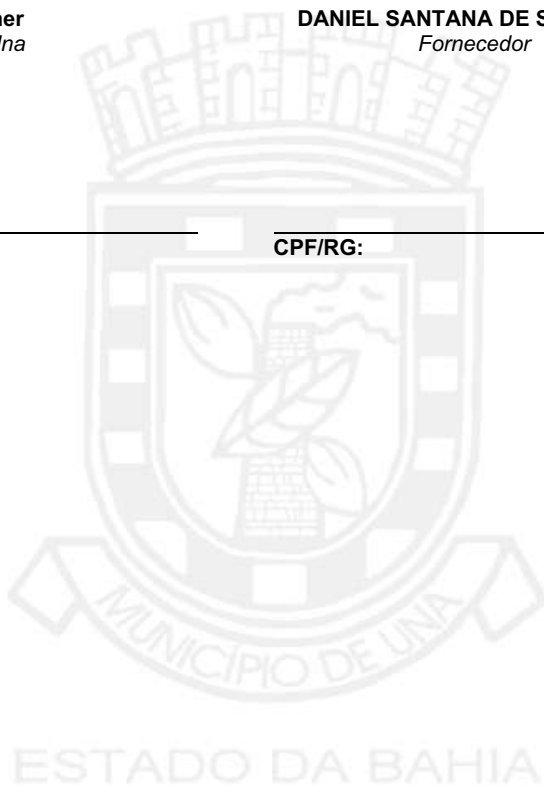 ner DANIEL SANTANA DE S
Una Fornecedor
CPF/RG:
MUNICÍPIO DE UNA
ESTADO DA BAHIA